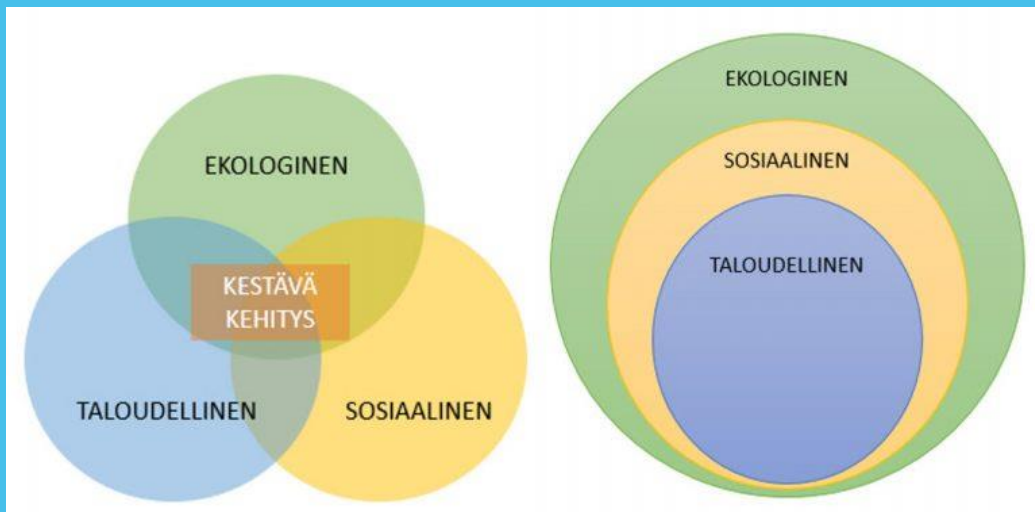 EKOLOGINEN
KESTÄVÄ
KEHITYS
TALOUDELLINEN
SOSIAALINEN
EKOLOGINEN
SOSIAALINEN
TALOUDELLINEN